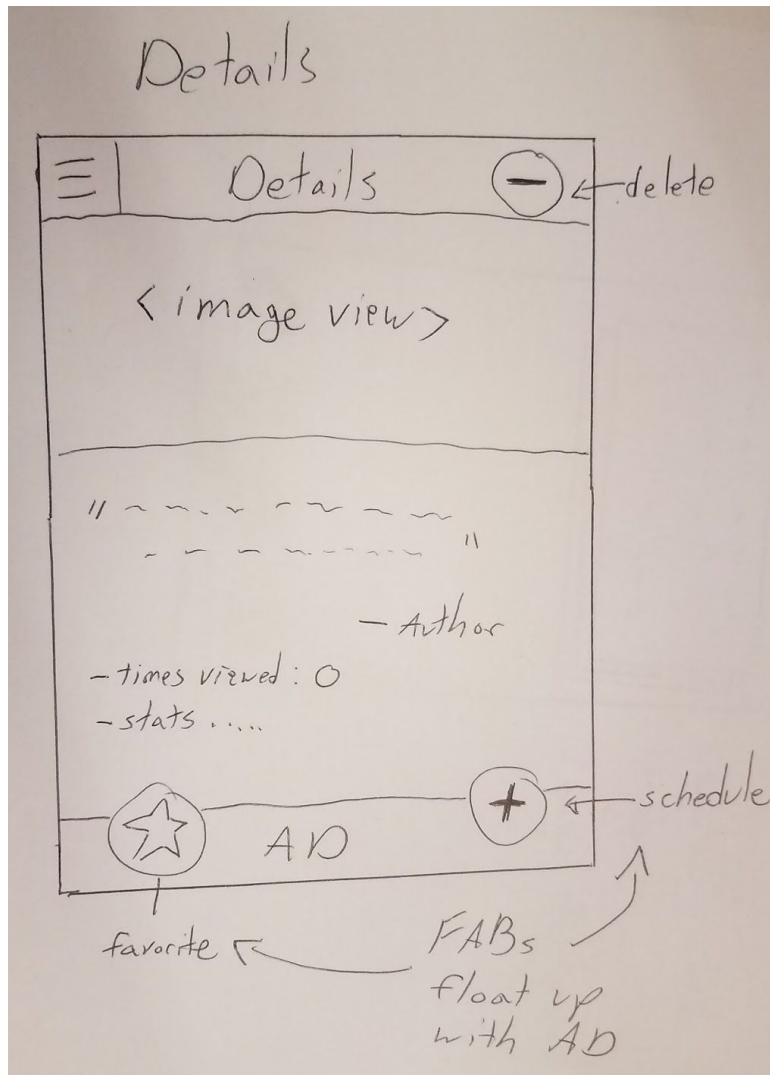 Details
Details
delete
<image view>
"
"
- Author
- times viewed: 0
- stats .....
+
schedule
AD
favorite
FABs
float up
with AD